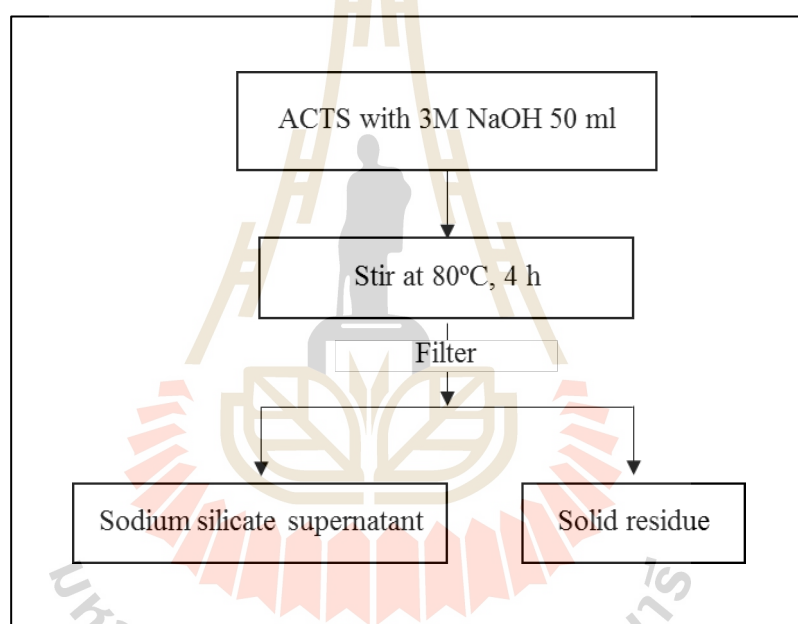 ACTS with 3M NaOH 50 ml
Stir at 80ºC, 4 h
Filter
Sodium silicate supernatant
Solid residue